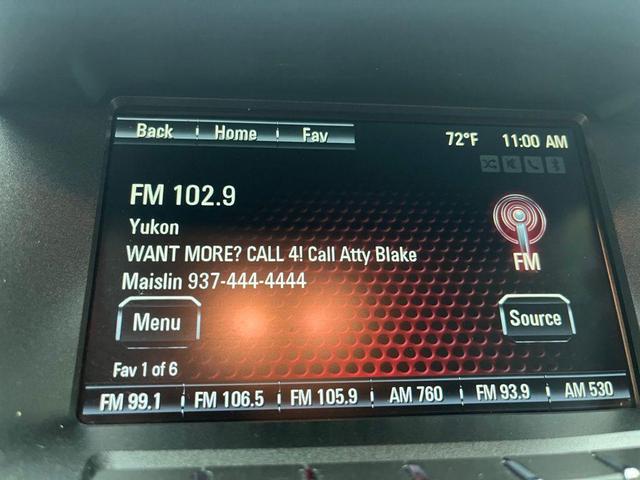 Back Home Fav 72°F 11:00 AM
FM 102.9
Yukon
WANT MORE? CALL 4! Call Atty Blake
Maislin 937-444-4444
FM
Menu Source
Fav 1 of 6
FM 99.1 FM 106.5 FM 105.9 AM 760 FM 93.9 AM 530